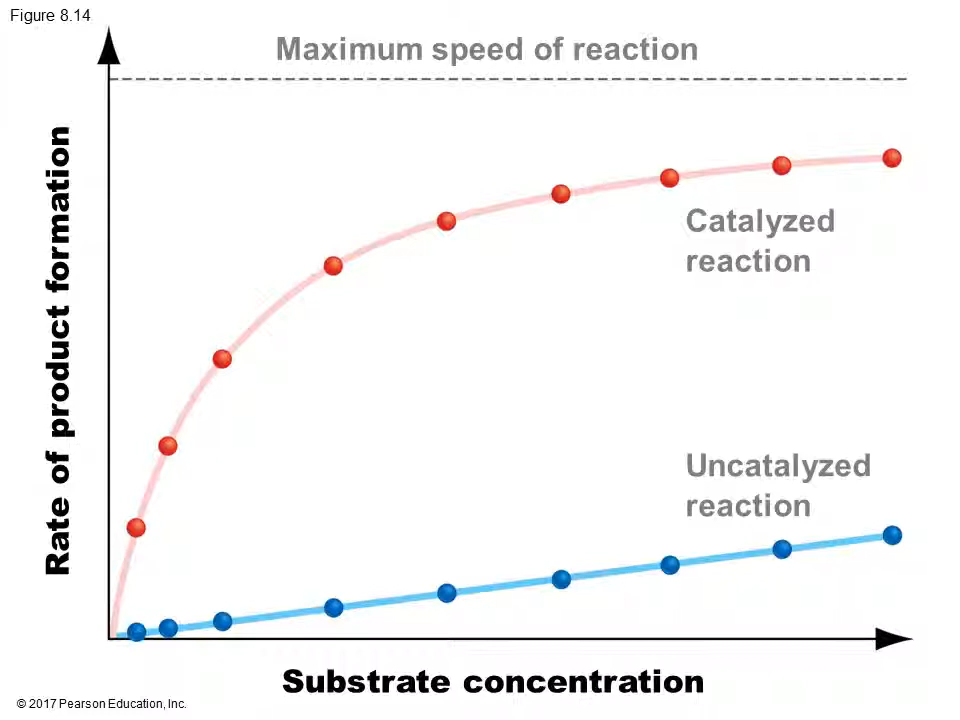 Figure 8.14
Maximum speed of reaction
Rate of product formation
Catalyzed
reaction
Uncatalyzed
reaction
Substrate concentration
© 2017 Pearson Education, Inc.